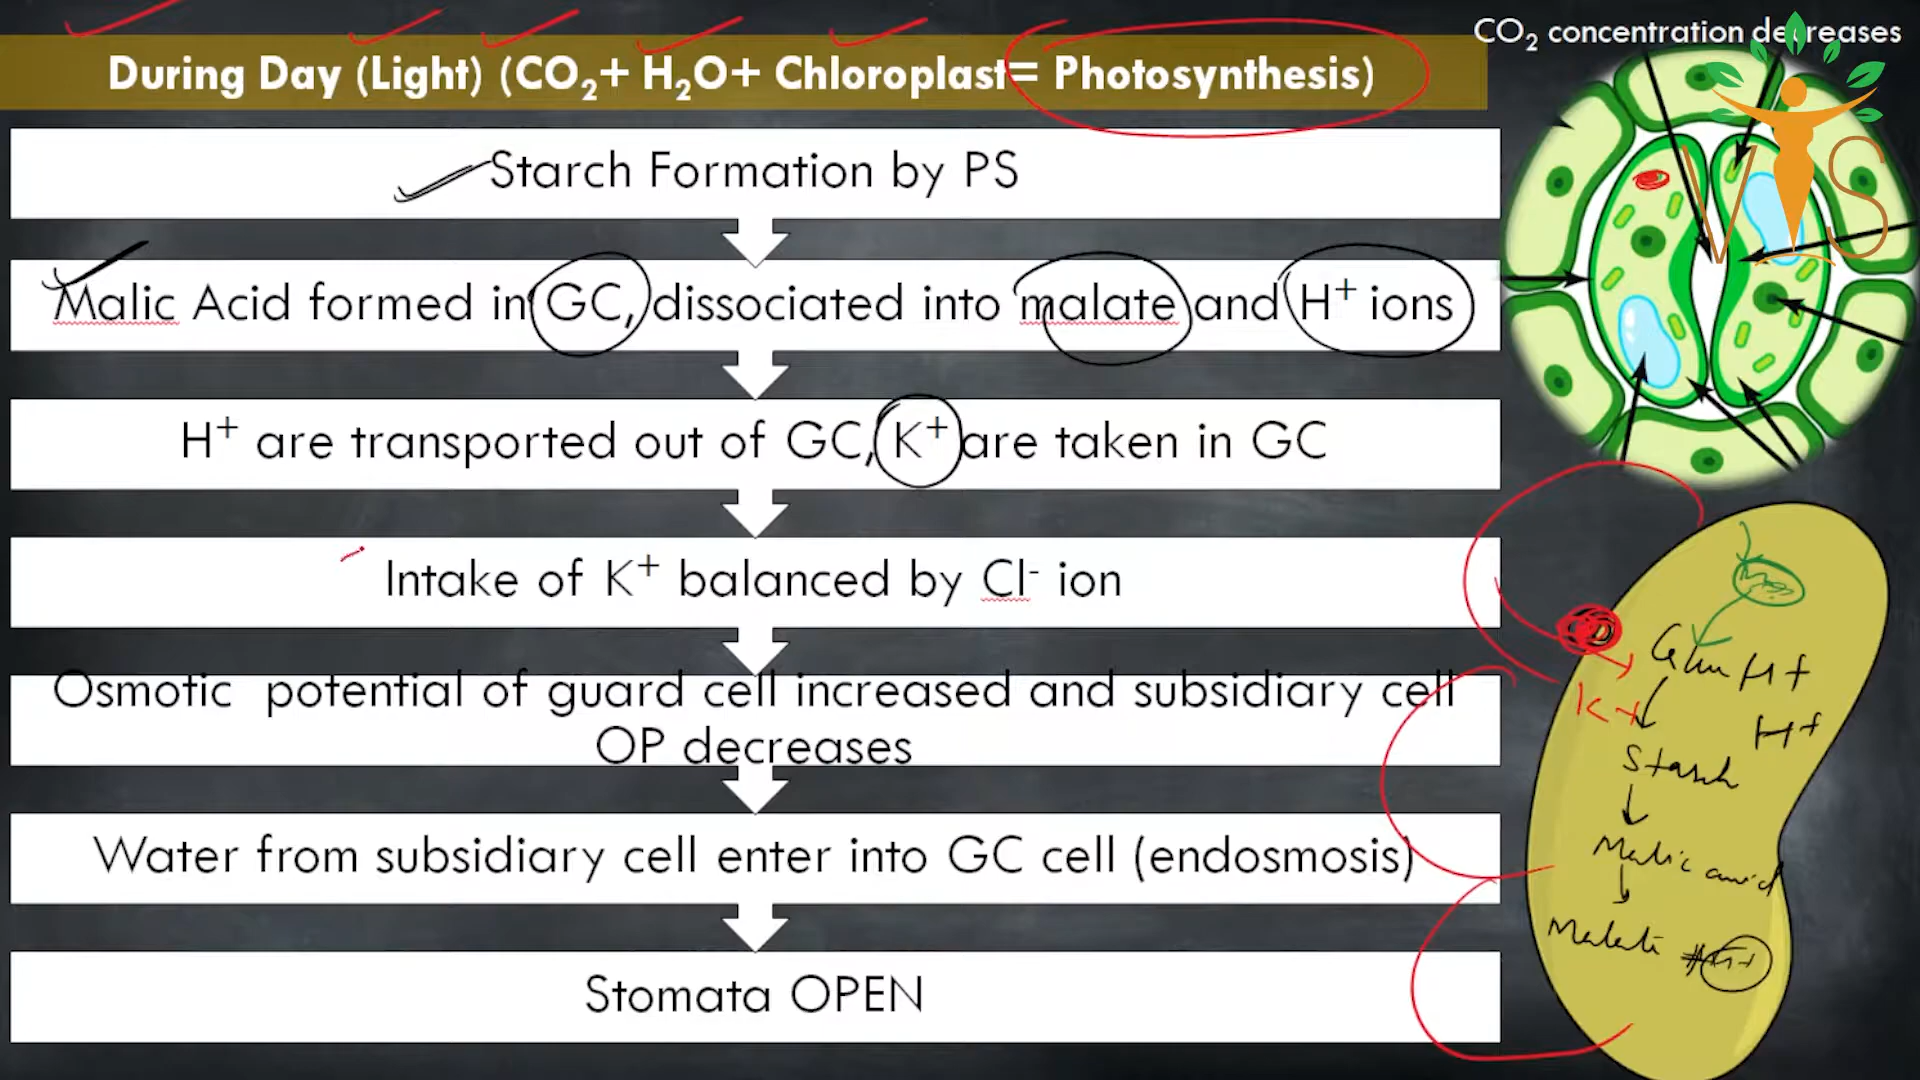 CO₂ concentration decreases
During Day (Light) (CO₂+ H₂O+ Chloroplast= Photosynthesis)
Starch Formation by PS
Malic Acid formed in GC, dissociated into malate and H⁺ ions
H⁺ are transported out of GC, K⁺ are taken in GC
Intake of K⁺ balanced by Cl⁻ ion
Osmotic potential of guard cell increased and subsidiary cell
OP decreases
Water from subsidiary cell enter into GC cell (endosmosis)
Stomata OPEN
V S
H+
K+
H+
Starch
Malic acid
Malate
H+